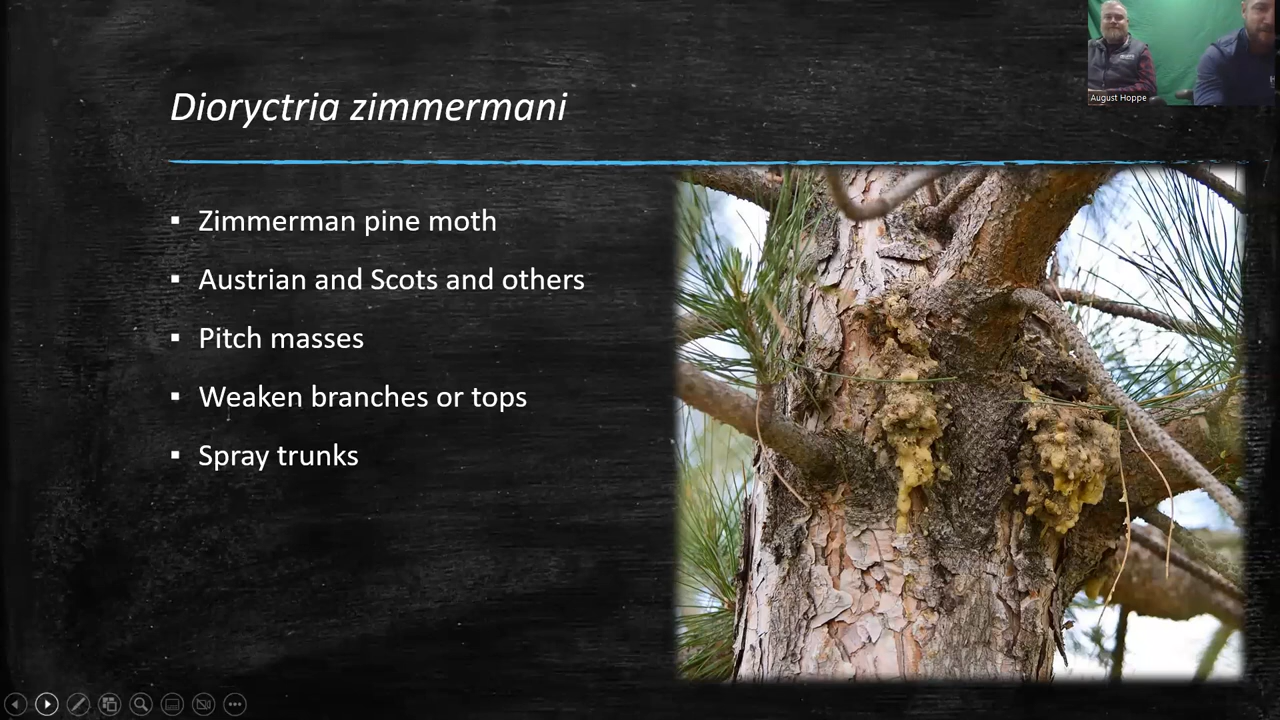 August Hoppe
Dioryctria zimmermani
▪ Zimmerman pine moth
▪ Austrian and Scots and others
▪ Pitch masses
▪ Weaken branches or tops
▪ Spray trunks